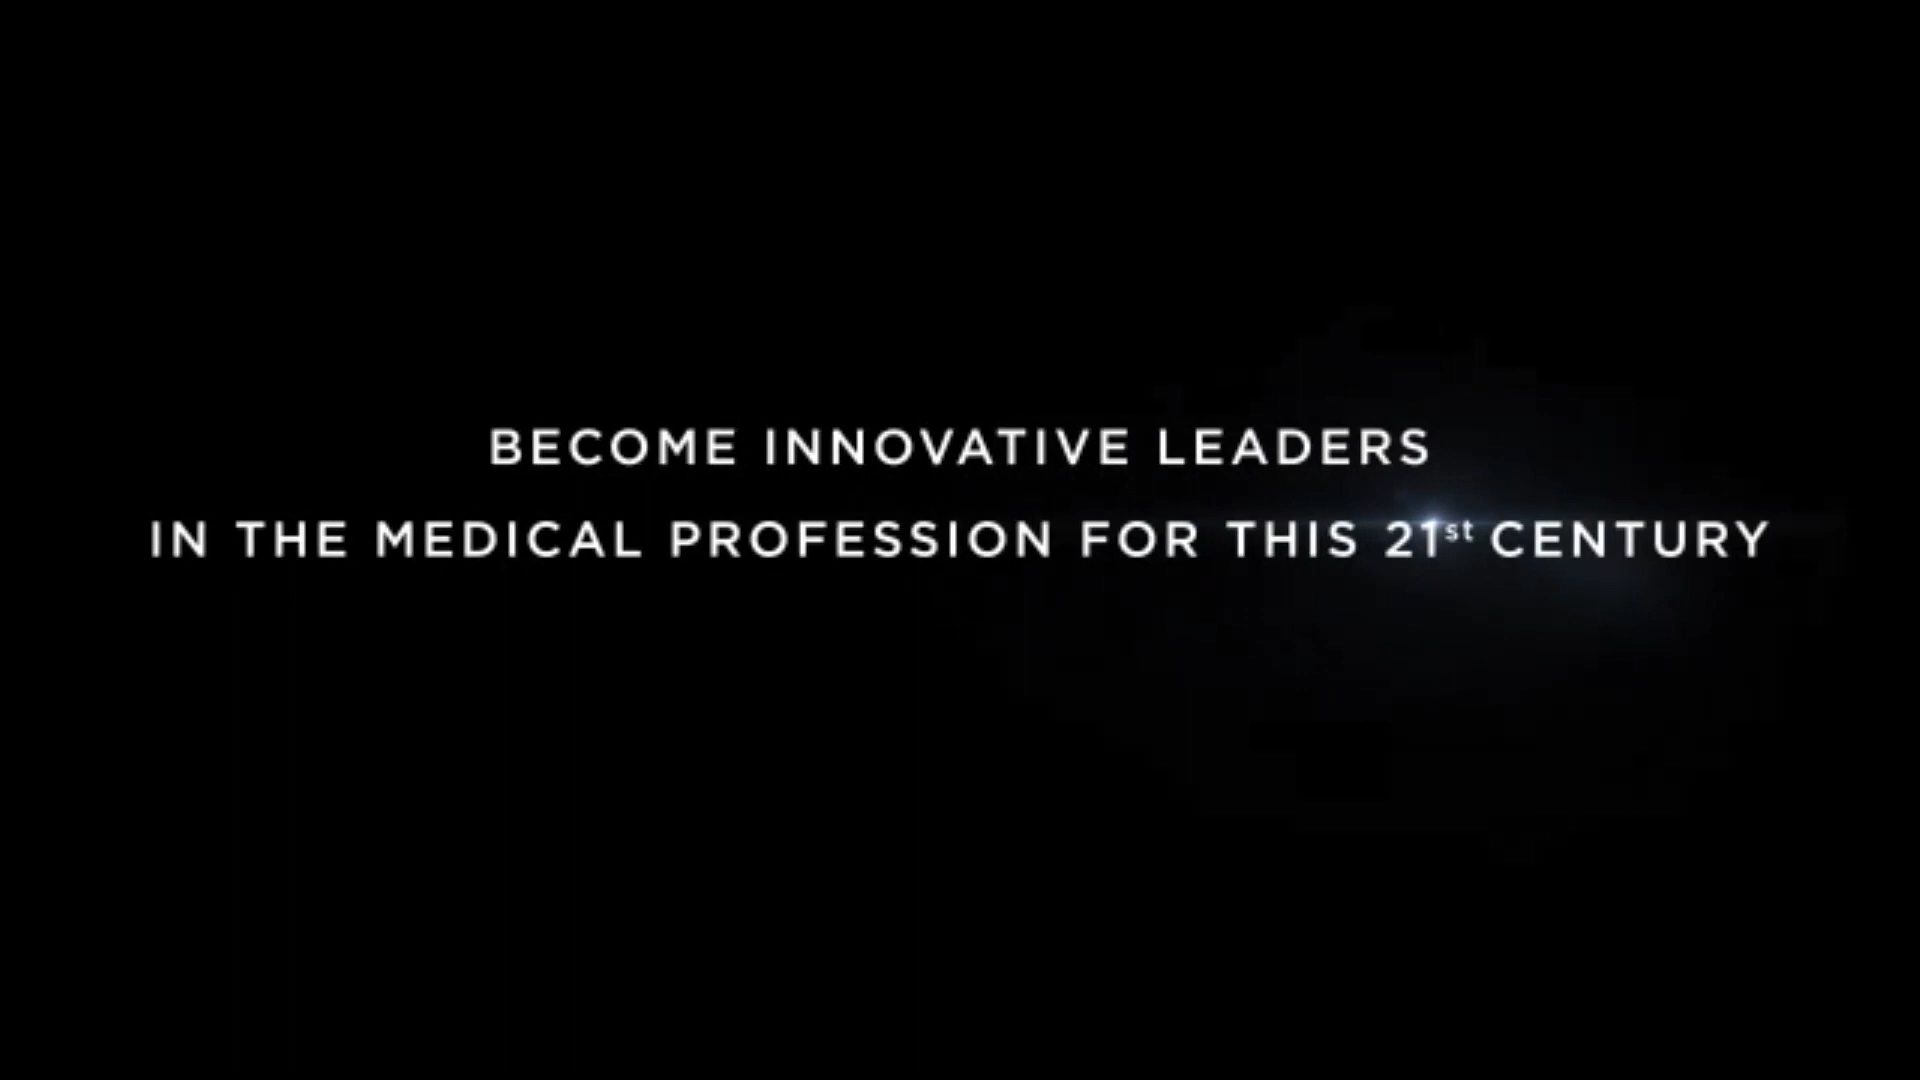 BECOME INNOVATIVE LEADERS
IN THE MEDICAL PROFESSION FOR THIS 21st CENTURY